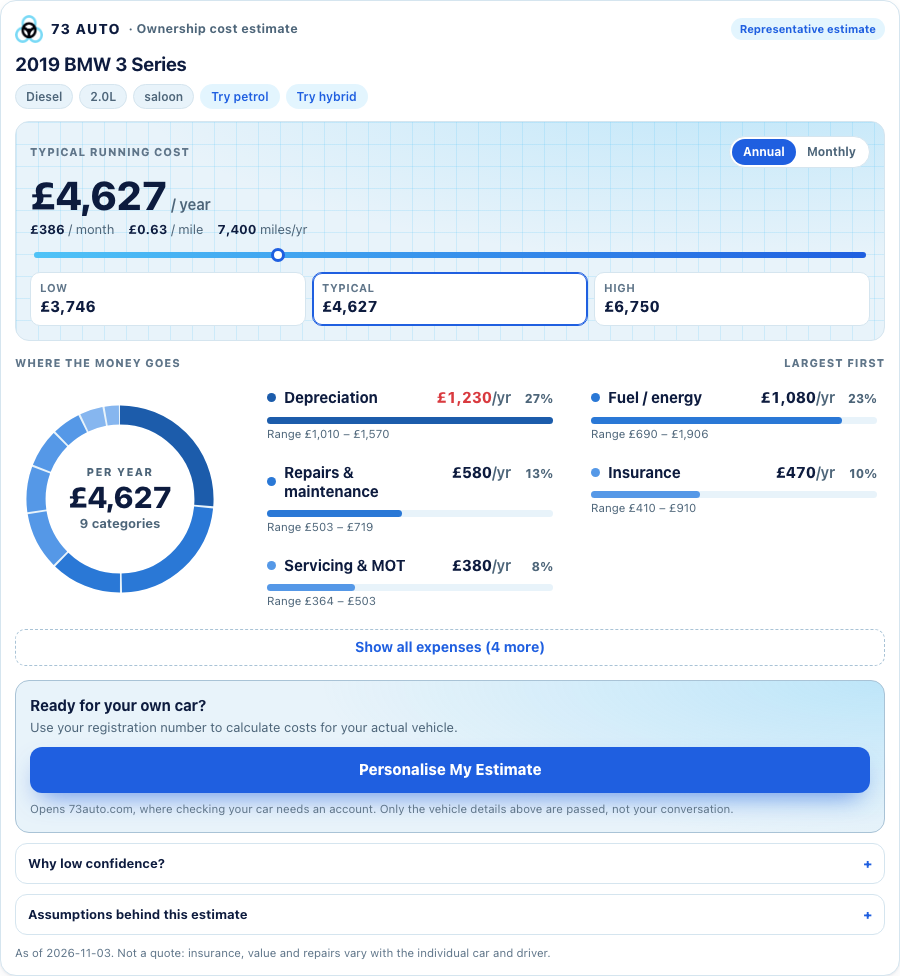 73 AUTO · Ownership cost estimate
Representative estimate
2019 BMW 3 Series
Diesel 2.0L saloon Try petrol Try hybrid
TYPICAL RUNNING COST
Annual Monthly
£4,627 / year
£386 / month £0.63 / mile 7,400 miles/yr
LOW
£3,746
TYPICAL
£4,627
HIGH
£6,750
WHERE THE MONEY GOES
LARGEST FIRST
PER YEAR
£4,627
9 categories
Depreciation £1,230/yr 27%
Range £1,010 – £1,570
Fuel / energy £1,080/yr 23%
Range £690 – £1,906
Repairs &
maintenance
£580/yr 13%
Range £503 – £719
Insurance £470/yr 10%
Range £410 – £910
Servicing & MOT £380/yr 8%
Range £364 – £503
Show all expenses (4 more)
Ready for your own car?
Use your registration number to calculate costs for your actual vehicle.
Personalise My Estimate
Opens 73auto.com, where checking your car needs an account. Only the vehicle details above are passed, not your conversation.
Why low confidence? +
Assumptions behind this estimate +
As of 2026-11-03. Not a quote: insurance, value and repairs vary with the individual car and driver.